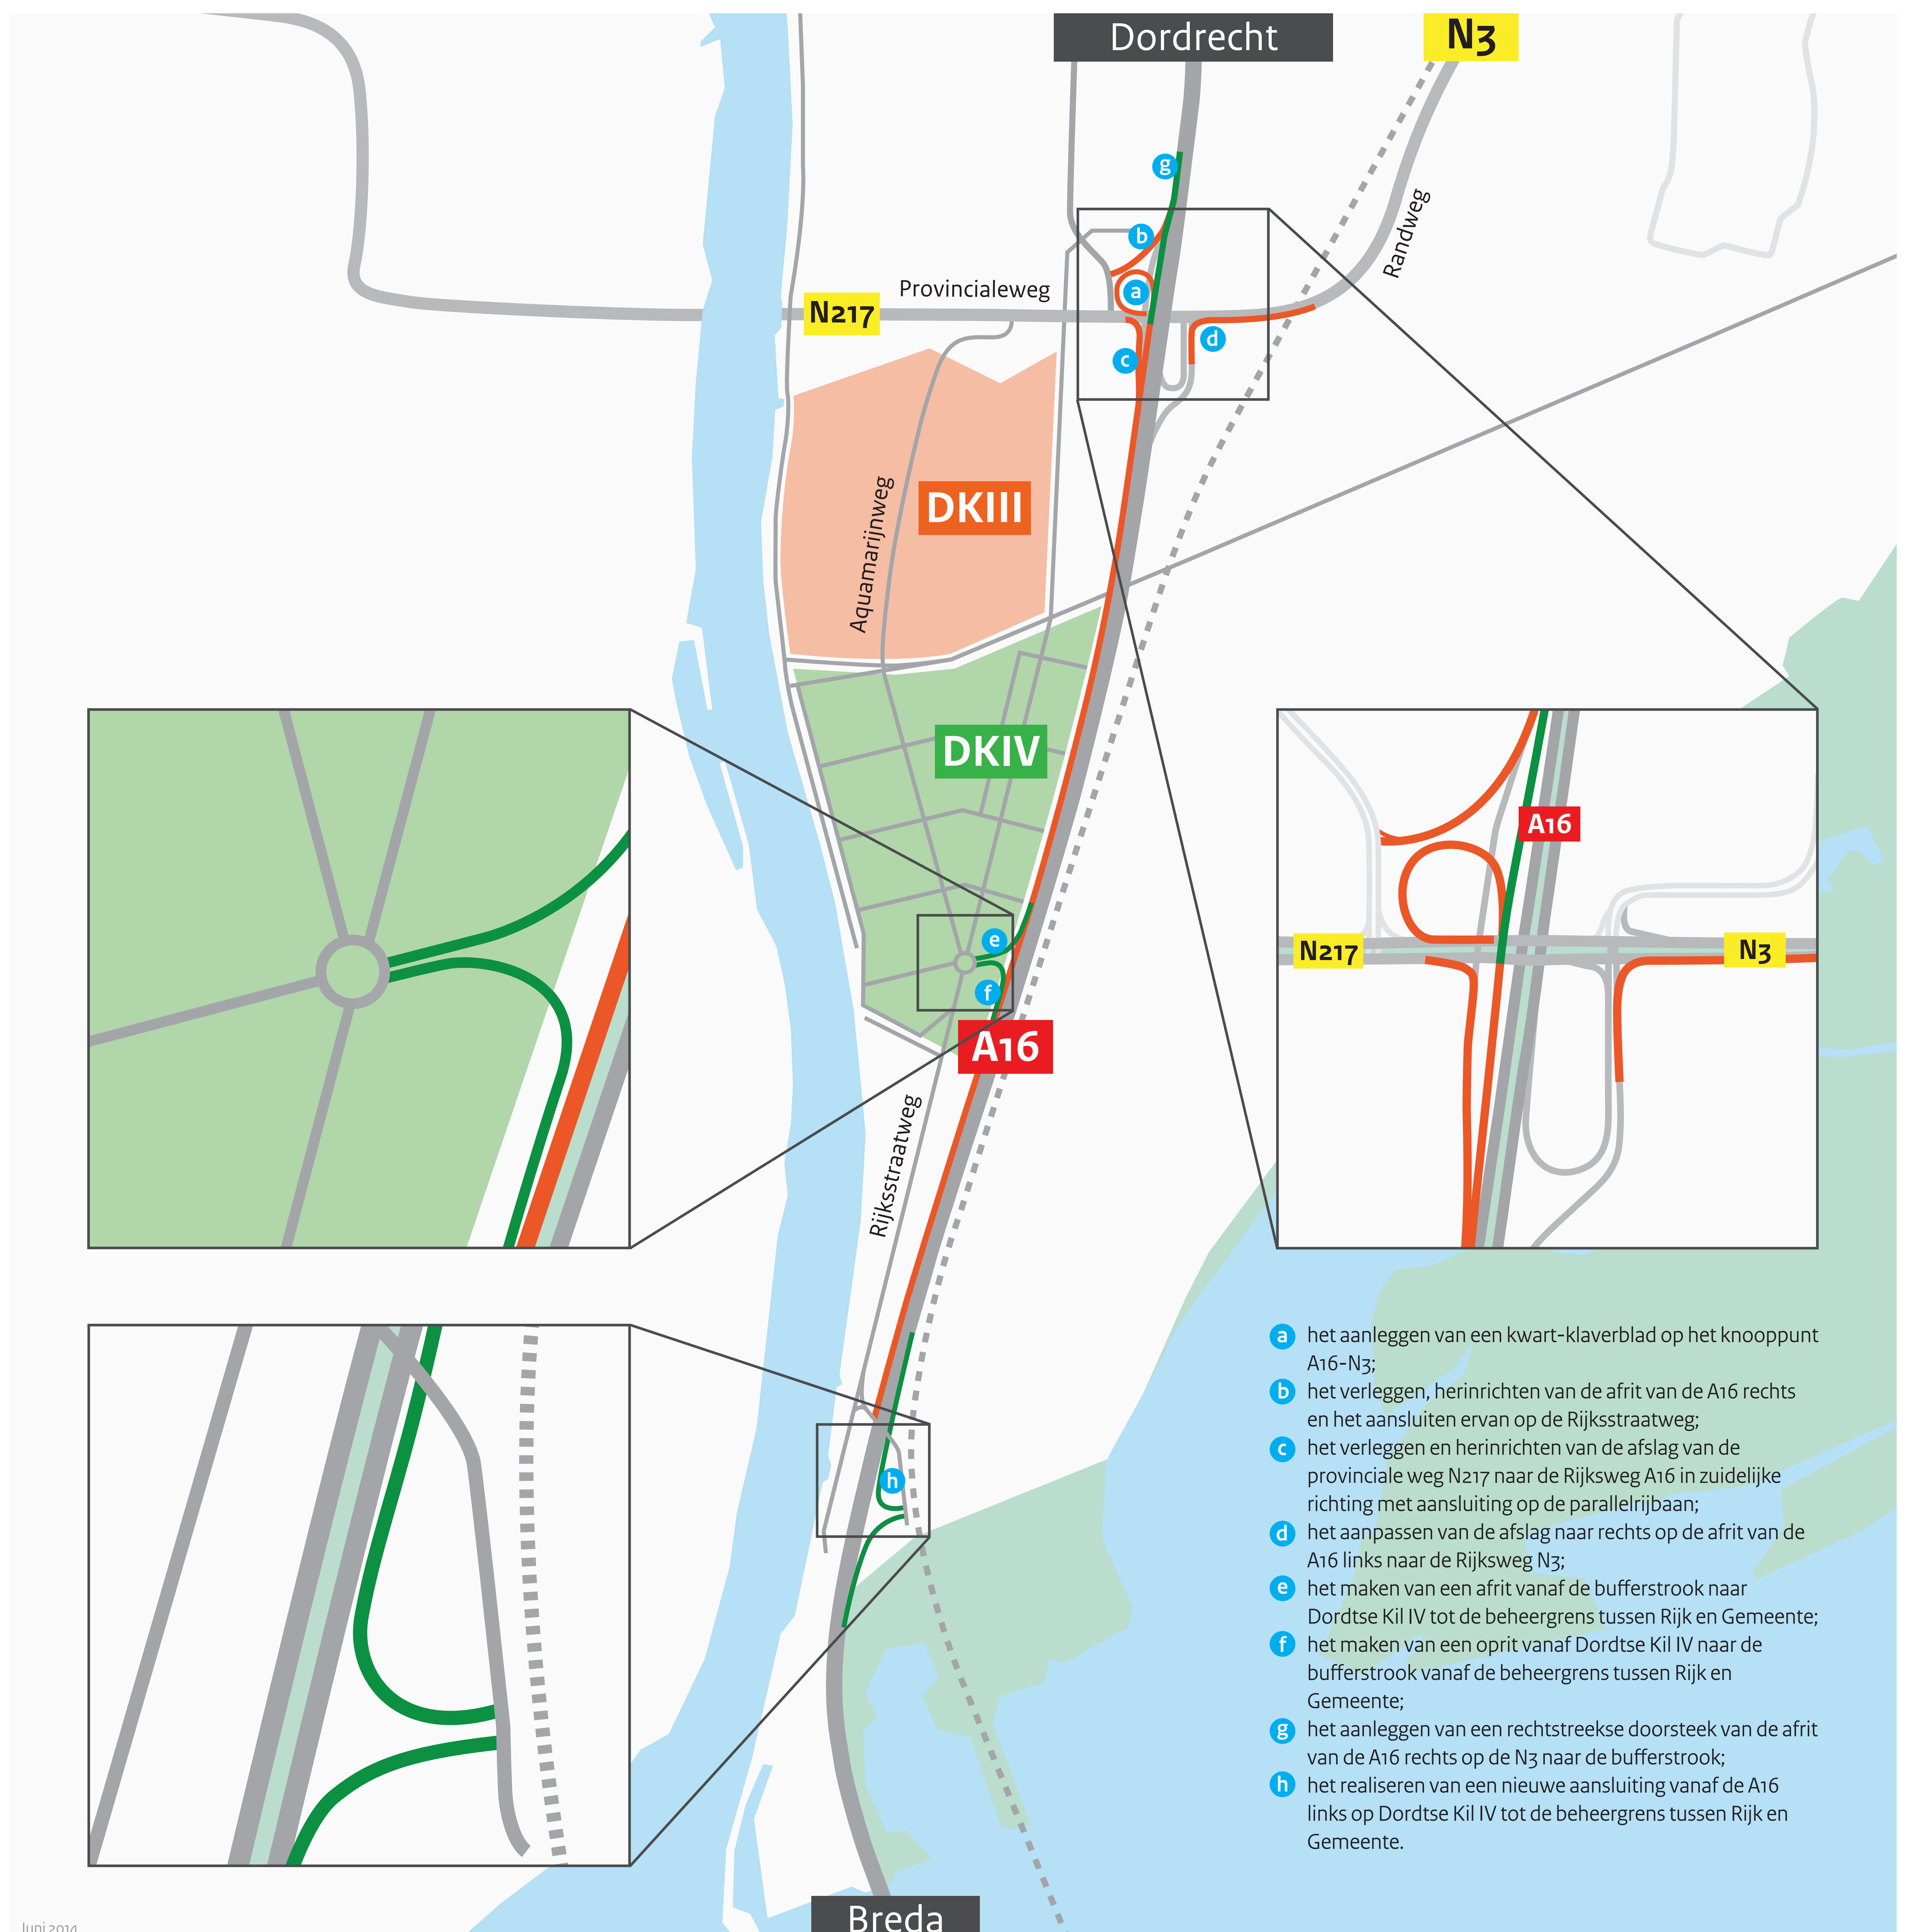 Dordrecht
N3
g
b
Randweg
a
Provincialeweg
N217
d
c
DKIII
Aquamarijnweg
DKIV
A16
N217
N3
e
f
A16
Rijksstraatweg
h
a het aanleggen van een kwart-klaverblad op het knooppunt
A16-N3;
b het verleggen, herinrichten van de afrit van de A16 rechts
en het aansluiten ervan op de Rijksstraatweg;
c het verleggen en herinrichten van de afslag van de
provinciale weg N217 naar de Rijksweg A16 in zuidelijke
richting met aansluiting op de parallelrijbaan;
d het aanpassen van de afslag naar rechts op de afrit van de
A16 links naar de Rijksweg N3;
e het maken van een afrit vanaf de bufferstrook naar
Dordtse Kil IV tot de beheergrens tussen Rijk en Gemeente;
f het maken van een oprit vanaf Dordtse Kil IV naar de
bufferstrook vanaf de beheergrens tussen Rijk en
Gemeente;
g het aanleggen van een rechtstreekse doorsteek van de afrit
van de A16 rechts op de N3 naar de bufferstrook;
h het realiseren van een nieuwe aansluiting vanaf de A16
links op Dordtse Kil IV tot de beheergrens tussen Rijk en
Gemeente.
Breda
Juni 2014